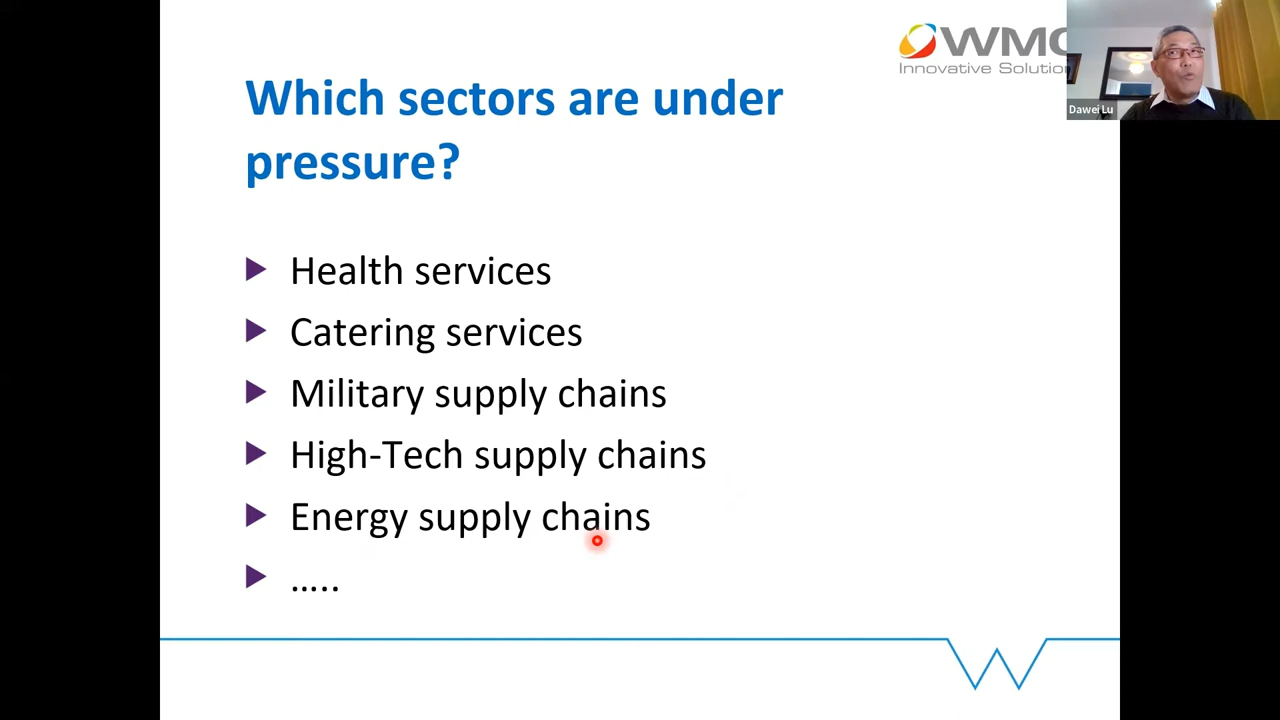 WMG
Innovative Solution
Dawei Lu
Which sectors are under
pressure?
Health services
Catering services
Military supply chains
High-Tech supply chains
Energy supply chains
…..